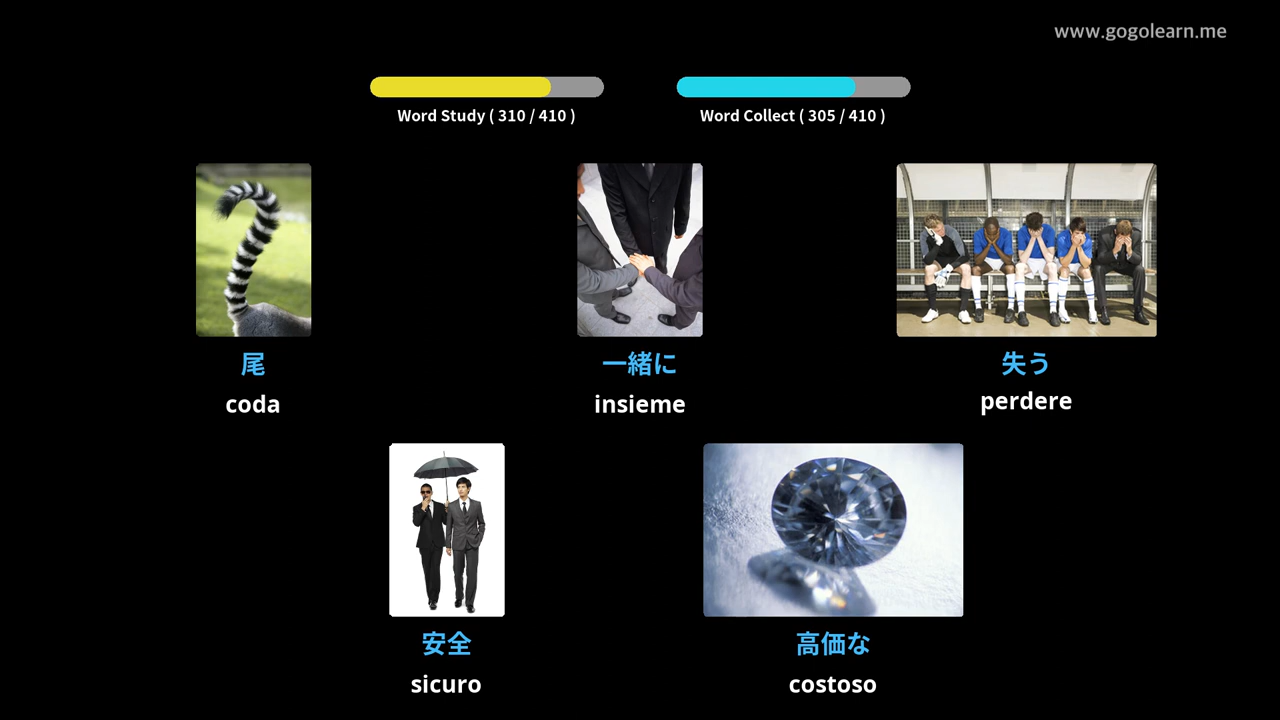 www.gogolearn.me
Word Study ( 310 / 410 )
Word Collect ( 305 / 410 )
尾
coda
一緒に
insieme
失う
perdere
安全
sicuro
高価な
costoso